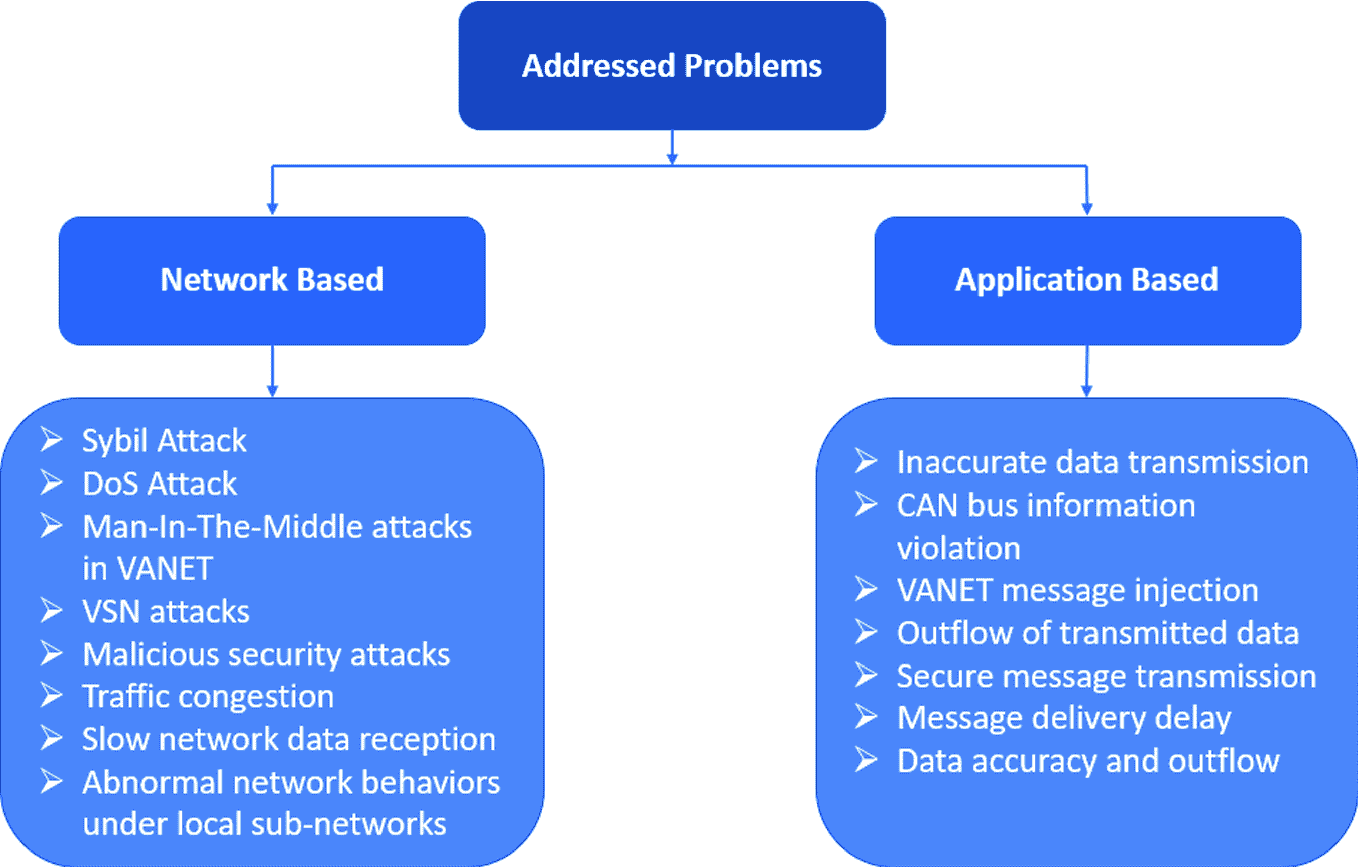 Addressed Problems
Network Based
Application Based
➢ Sybil Attack
➢ DoS Attack
➢ Man-In-The-Middle attacks
in VANET
➢ VSN attacks
➢ Malicious security attacks
➢ Traffic congestion
➢ Slow network data reception
➢ Abnormal network behaviors
under local sub-networks
➢ Inaccurate data transmission
➢ CAN bus information
violation
➢ VANET message injection
➢ Outflow of transmitted data
➢ Secure message transmission
➢ Message delivery delay
➢ Data accuracy and outflow